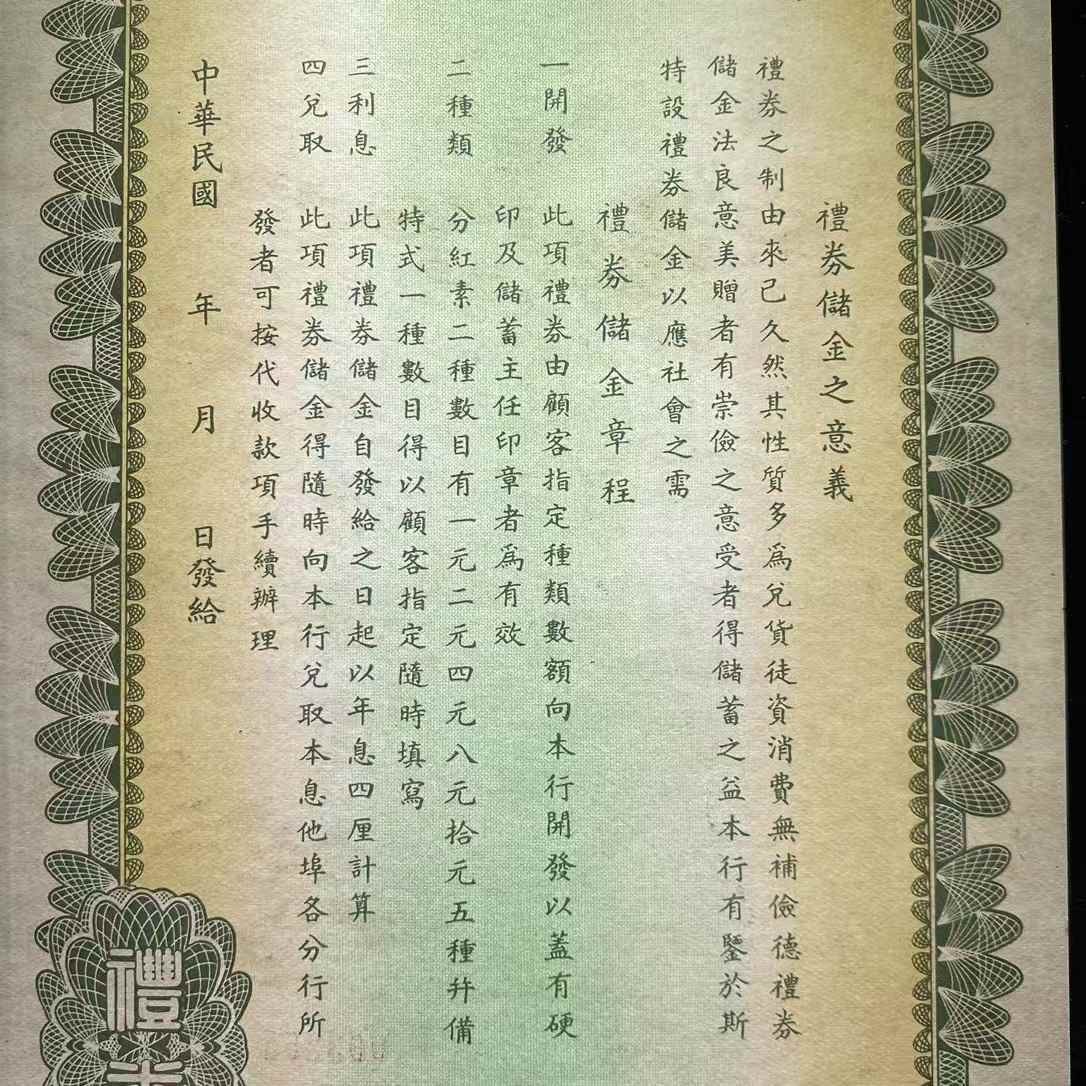 禮券儲金之意義
禮券之制由來已久然其性質多爲兌貨徒資消費無補儉德禮券
儲金法良意美贈者有崇儉之意受者得儲蓄之益本行有鑒於斯
特設禮券儲金以應社會之需
禮券儲金章程
一開發 此項禮券由顧客指定種類數額向本行開發以蓋有硬
印及儲蓄主任印章者爲有效
二種類 分紅素二種數目有一元二元四元八元拾元五種幷備
特式一種數目得以顧客指定隨時填寫
三利息 此項禮券儲金自發給之日起以年息四厘計算
四兌取 此項禮券儲金得隨時向本行兌取本息他埠各分行所
發者可按代收款項手續辦理
中華民國 年 月 日發給
禮